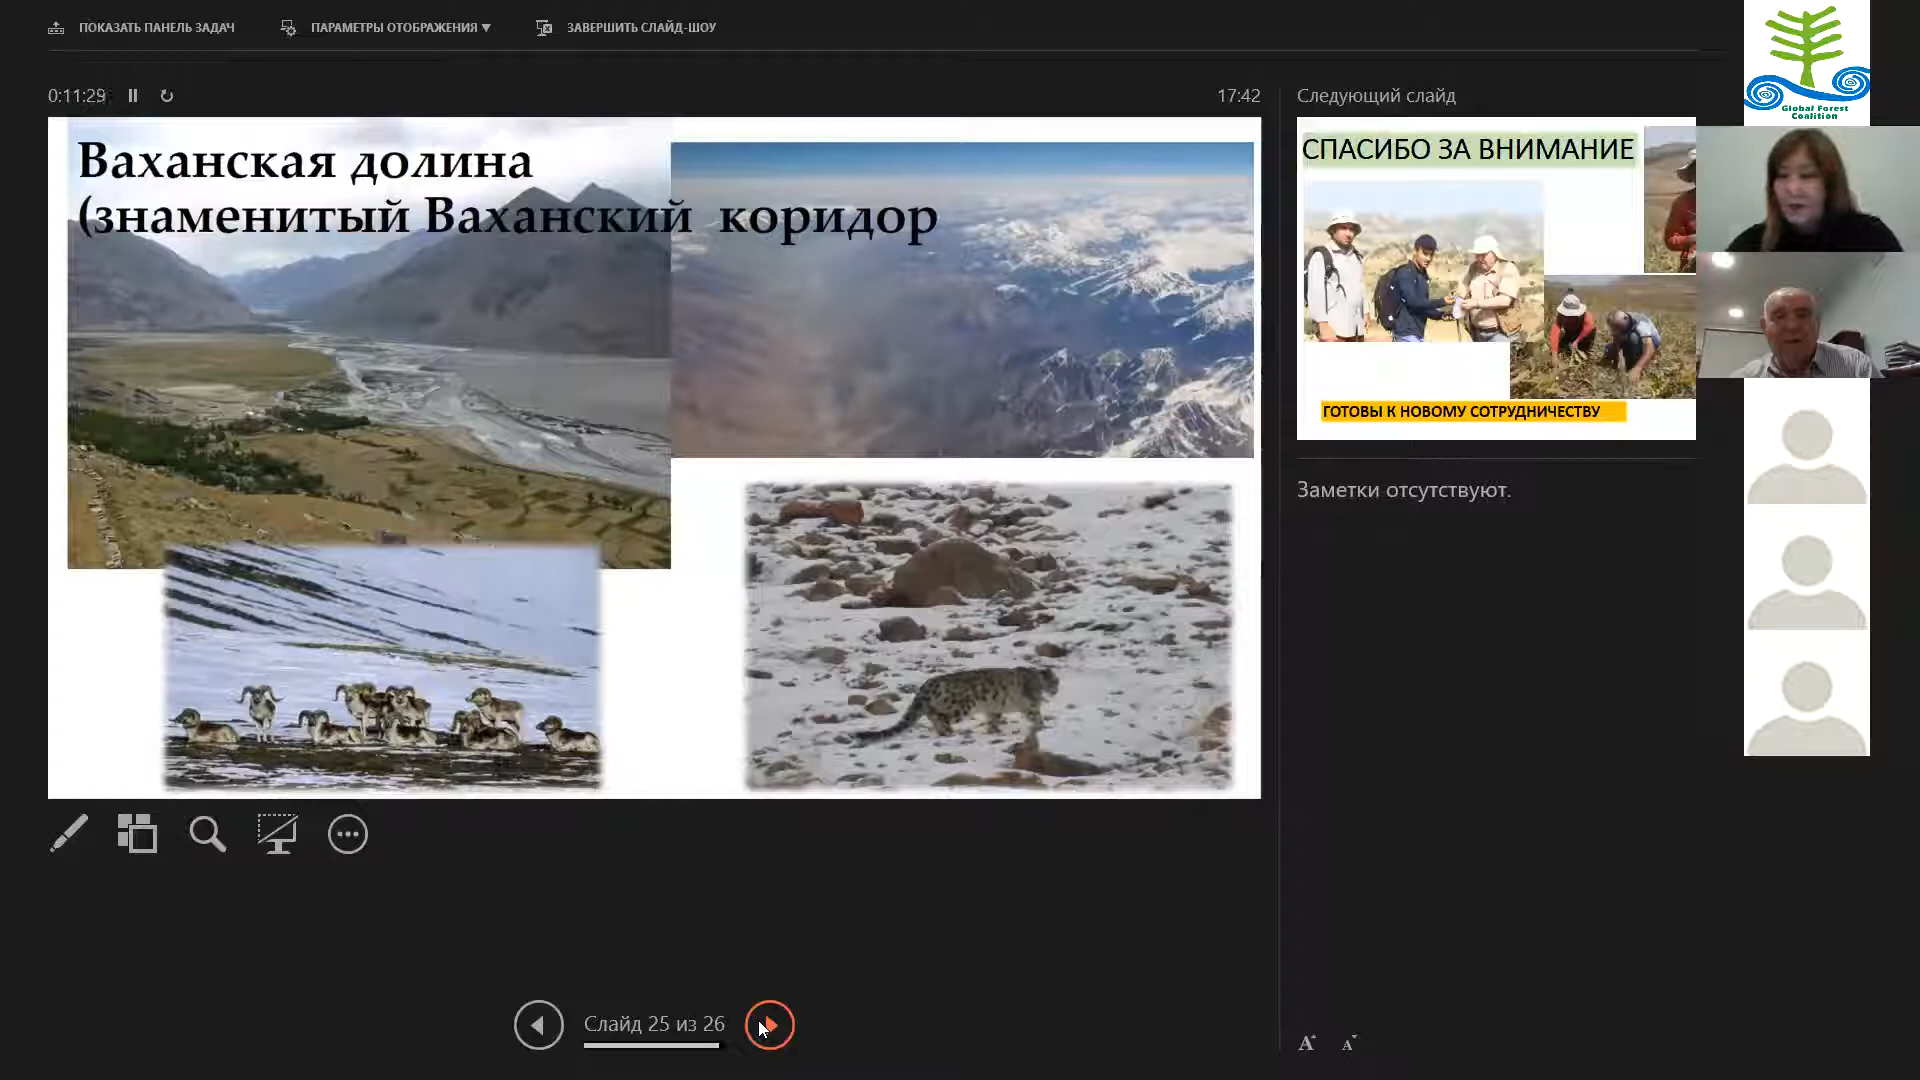 ПОКАЗАТЬ ПАНЕЛЬ ЗАДАЧ
ПАРАМЕТРЫ ОТОБРАЖЕНИЯ ▼
ЗАВЕРШИТЬ СЛАЙД-ШОУ
0:11:29
17:42
Следующий слайд
Ваханская долина
(знаменитый Ваханский коридор
СПАСИБО ЗА ВНИМАНИЕ
ГОТОВЫ К НОВОМУ СОТРУДНИЧЕСТВУ
Заметки отсутствуют.
Global Forest
Coalition
Слайд 25 из 26
A A